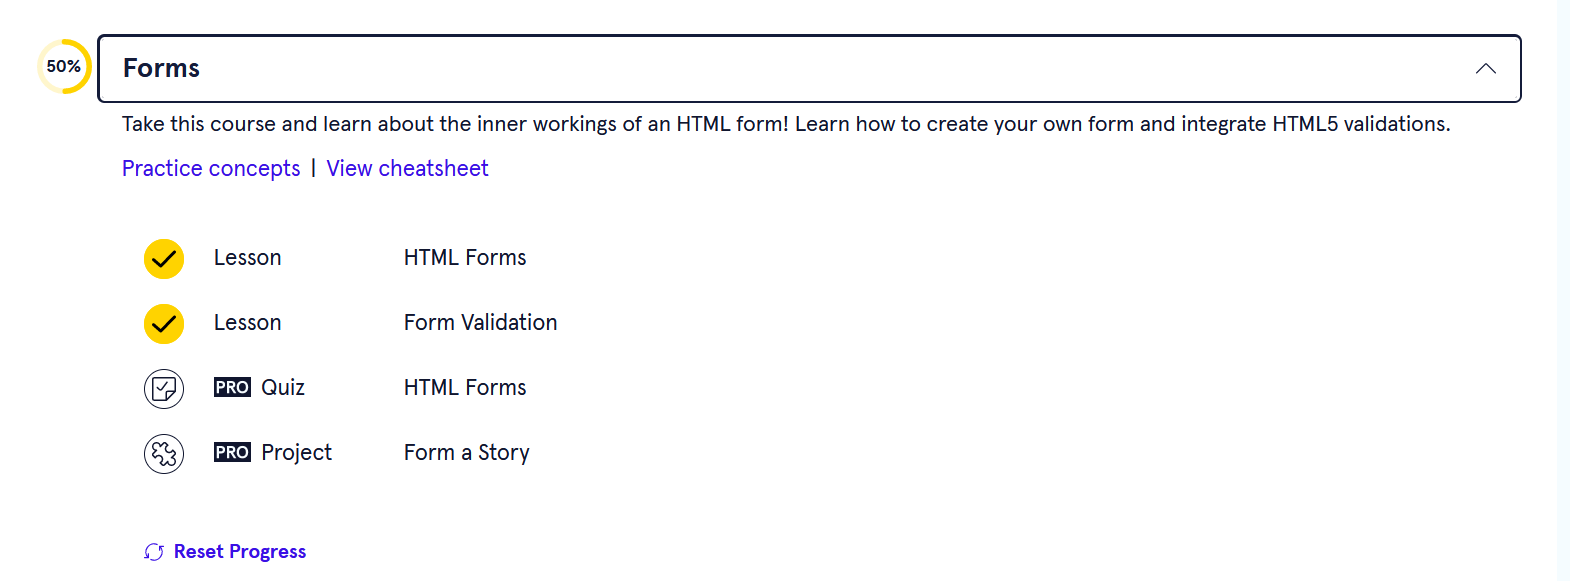 50%
Forms
Take this course and learn about the inner workings of an HTML form! Learn how to create your own form and integrate HTML5 validations.
Practice concepts | View cheatsheet
Lesson HTML Forms
Lesson Form Validation
PRO Quiz HTML Forms
PRO Project Form a Story
Reset Progress